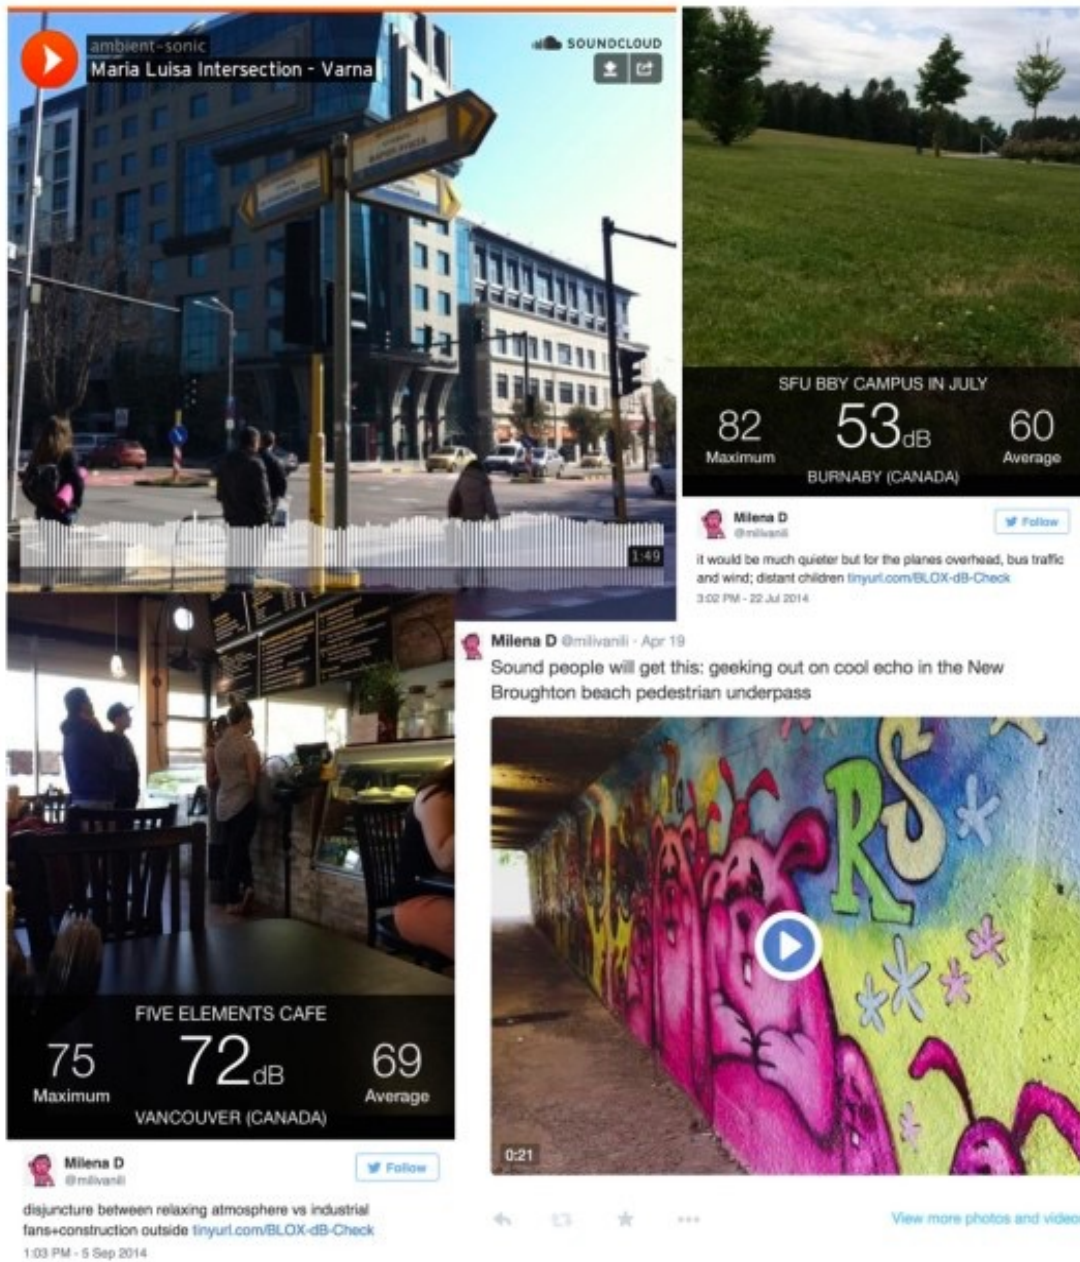 ambient-sonic
Maria Luisa Intersection - Varna
SOUNDCLOUD
1:49
SFU BBY CAMPUS IN JULY
82
Maximum
53dB
60
Average
BURNABY (CANADA)
Milena D
@milivanili
Follow
it would be much quieter but for the planes overhead, bus traffic
and wind; distant children tinyurl.com/BLOX-dB-Check
3:02 PM - 22 Jul 2014
FIVE ELEMENTS CAFE
75
Maximum
72dB
69
Average
VANCOUVER (CANADA)
Milena D
@milivanili
Follow
disjuncture between relaxing atmosphere vs industrial
fans+construction outside tinyurl.com/BLOX-dB-Check
1:03 PM - 5 Sep 2014
Milena D @milivanili · Apr 19
Sound people will get this: geeking out on cool echo in the New
Broughton beach pedestrian underpass
RS
0:21
View more photos and video